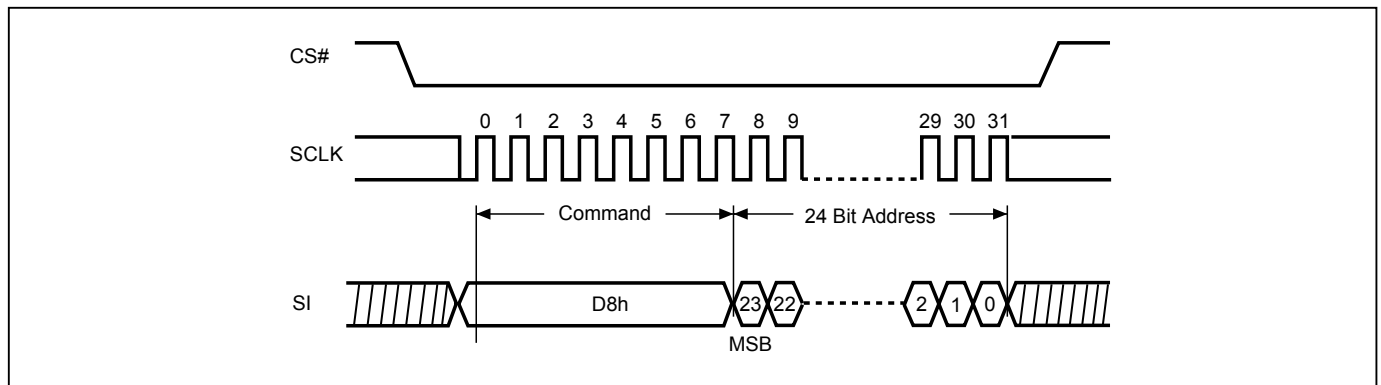 CS#
0 1 2 3 4 5 6 7 8 9 29 30 31
SCLK
Command 24 Bit Address
SI D8h 23 22 2 1 0
MSB